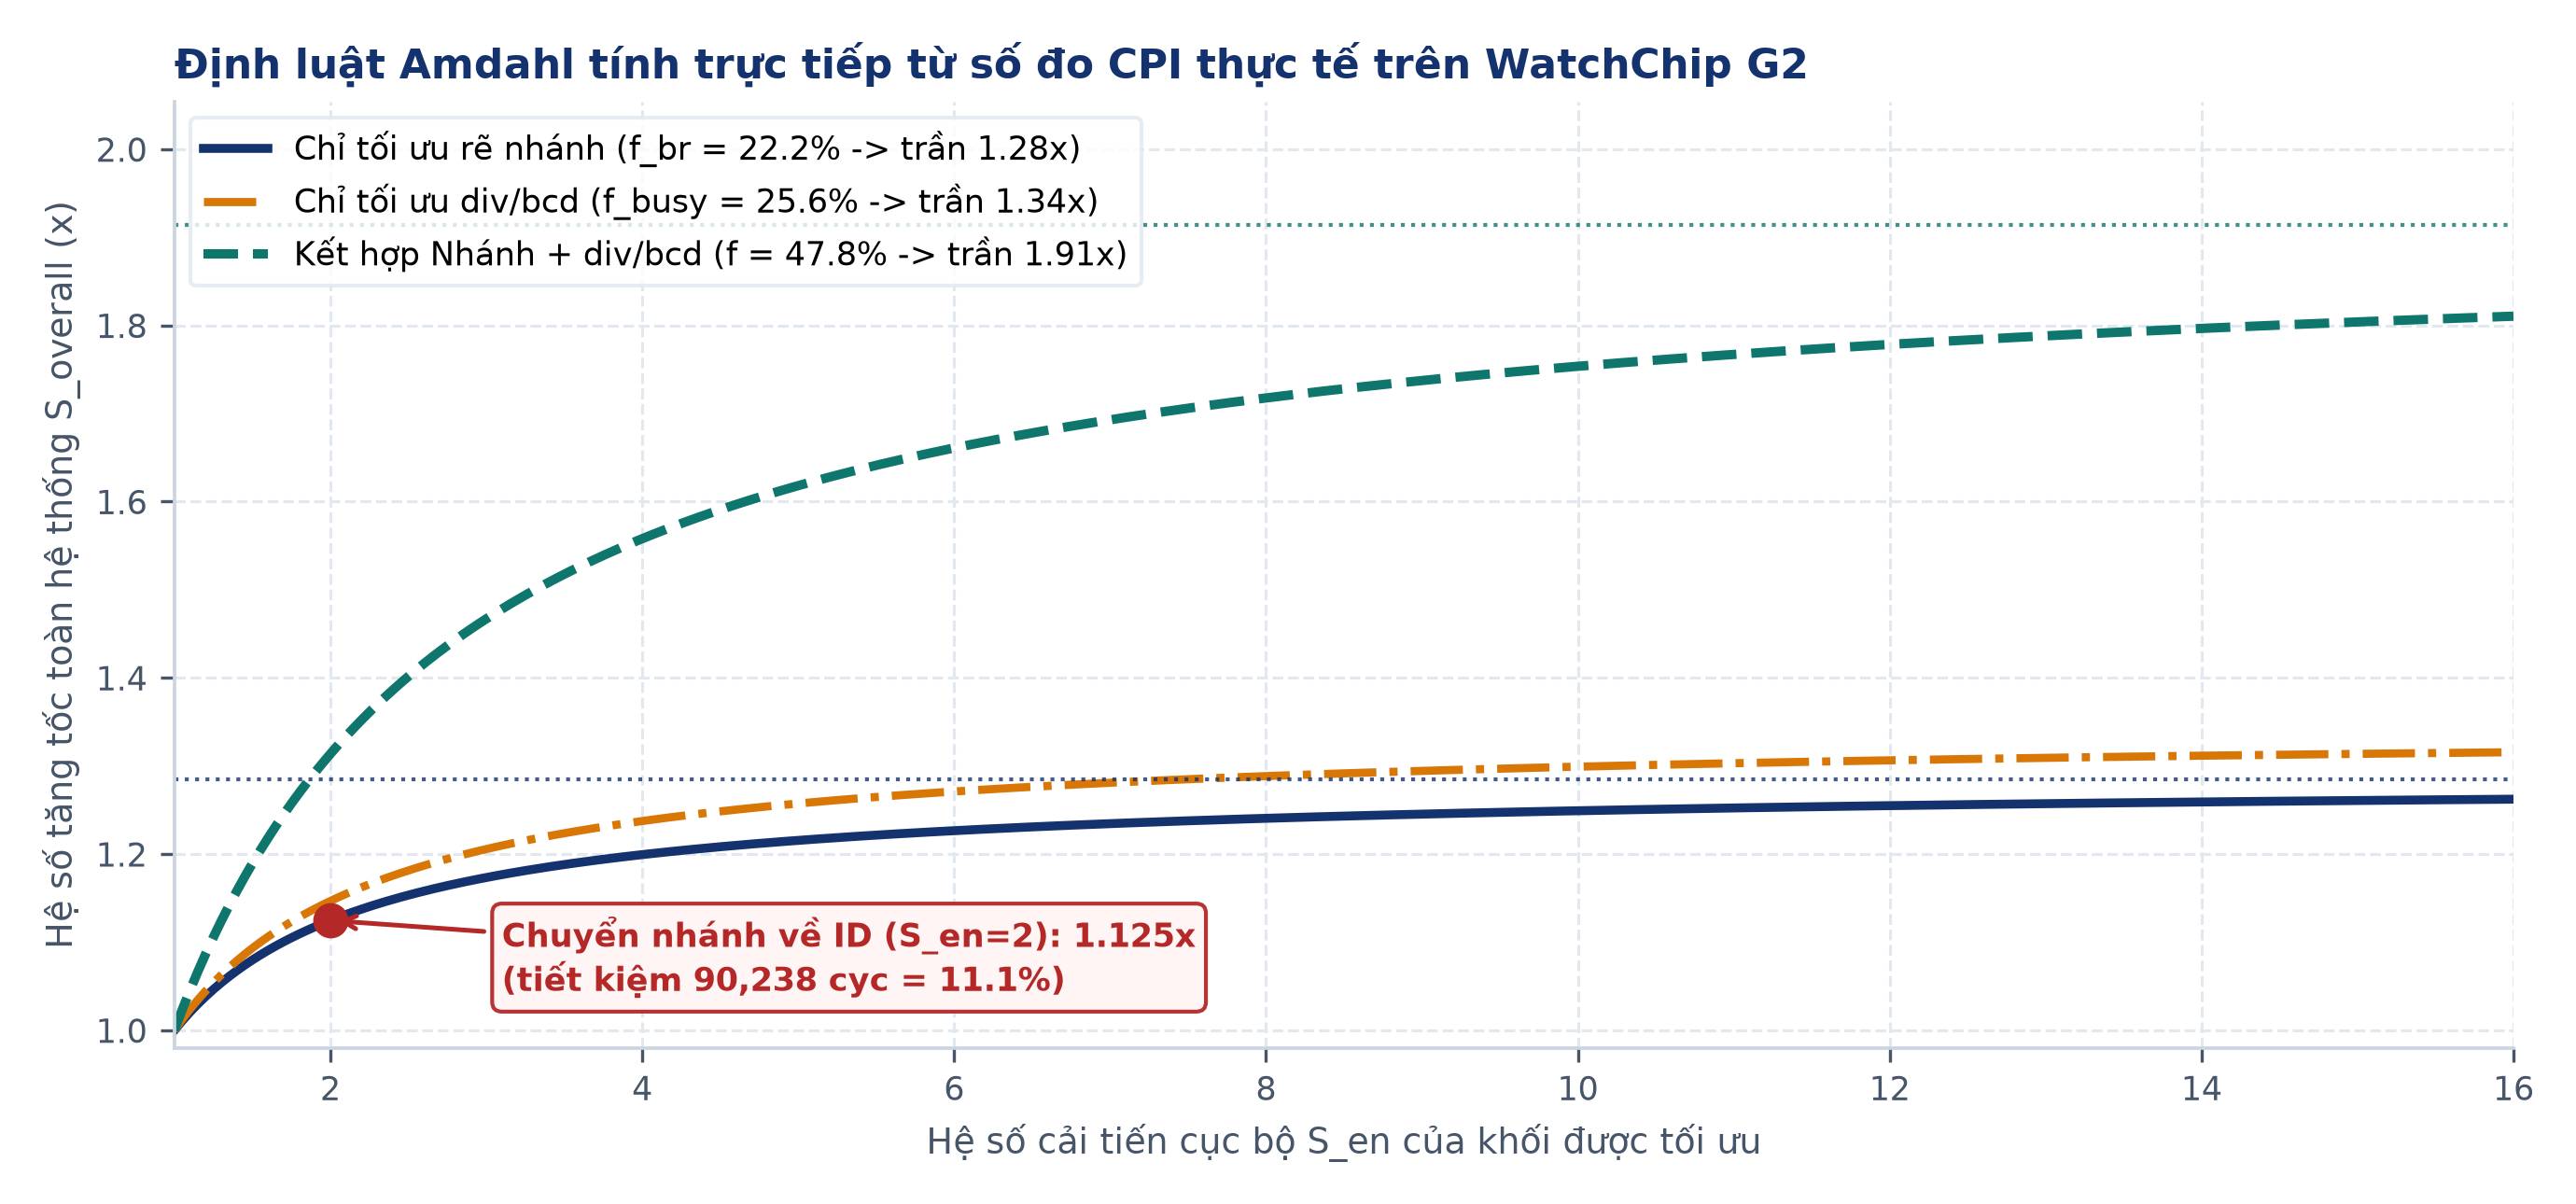 Định luật Amdahl tính trực tiếp từ số đo CPI thực tế trên WatchChip G2
Chỉ tối ưu rẽ nhánh (f_br = 22.2% -> trần 1.28x)
Chỉ tối ưu div/bcd (f_busy = 25.6% -> trần 1.34x)
Kết hợp Nhánh + div/bcd (f = 47.8% -> trần 1.91x)
Hệ số tăng tốc toàn hệ thống S_overall (x)
2.0
1.8
1.6
1.4
1.2
1.0
Chuyển nhánh về ID (S_en=2): 1.125x
(tiết kiệm 90,238 cyc = 11.1%)
2 4 6 8 10 12 14 16
Hệ số cải tiến cục bộ S_en của khối được tối ưu